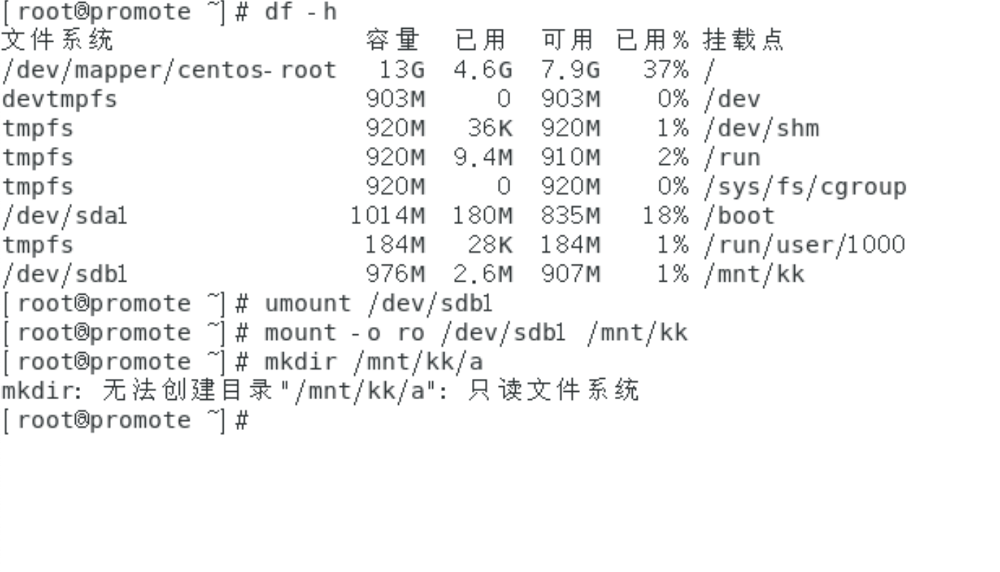 [root@promote ~]# df -h
文件系统 容量 已用 可用 已用% 挂载点
/dev/mapper/centos-root 13G 4.6G 7.9G 37% /
devtmpfs 903M 0 903M 0% /dev
tmpfs 920M 36K 920M 1% /dev/shm
tmpfs 920M 9.4M 910M 2% /run
tmpfs 920M 0 920M 0% /sys/fs/cgroup
/dev/sda1 1014M 180M 835M 18% /boot
tmpfs 184M 28K 184M 1% /run/user/1000
/dev/sdb1 976M 2.6M 907M 1% /mnt/kk
[root@promote ~]# umount /dev/sdb1
[root@promote ~]# mount -o ro /dev/sdb1 /mnt/kk
[root@promote ~]# mkdir /mnt/kk/a
mkdir: 无法创建目录"/mnt/kk/a": 只读文件系统
[root@promote ~]#